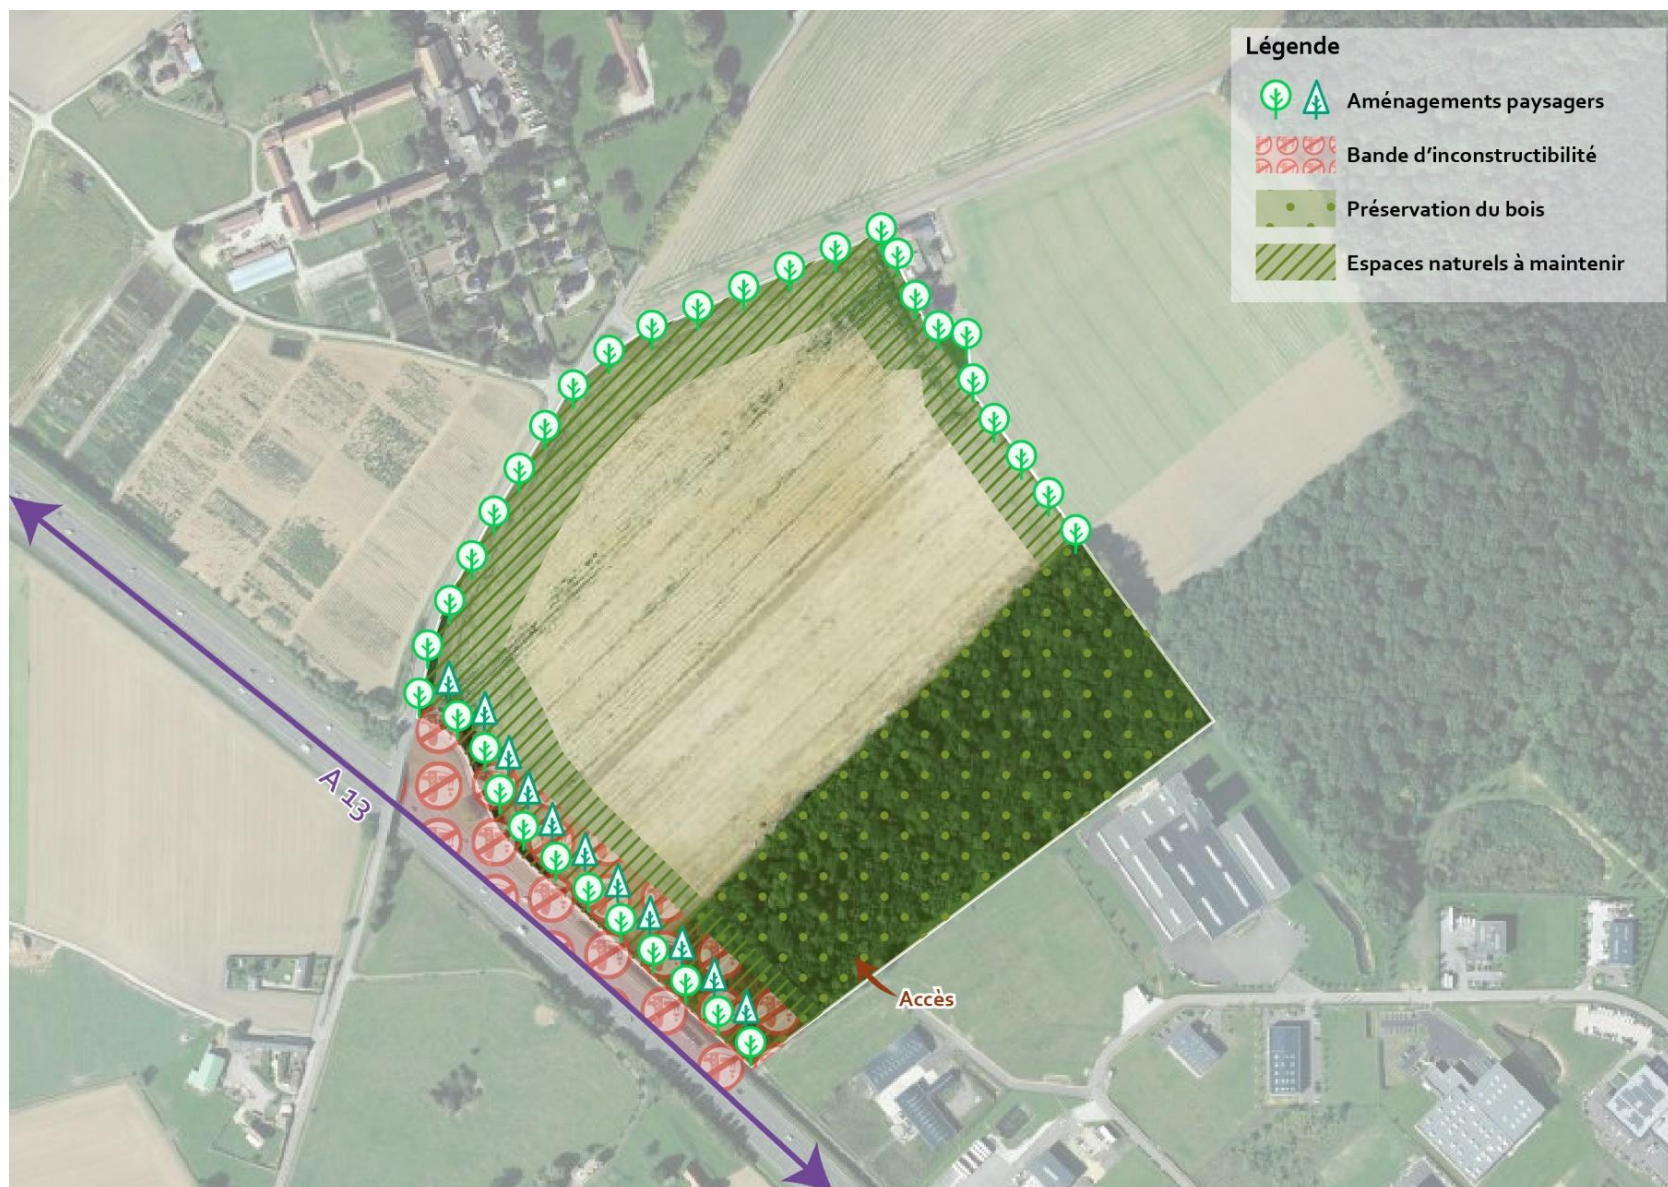 Légende
Aménagements paysagers
Bande d'inconstructibilité
Préservation du bois
Espaces naturels à maintenir
A 13
Accès